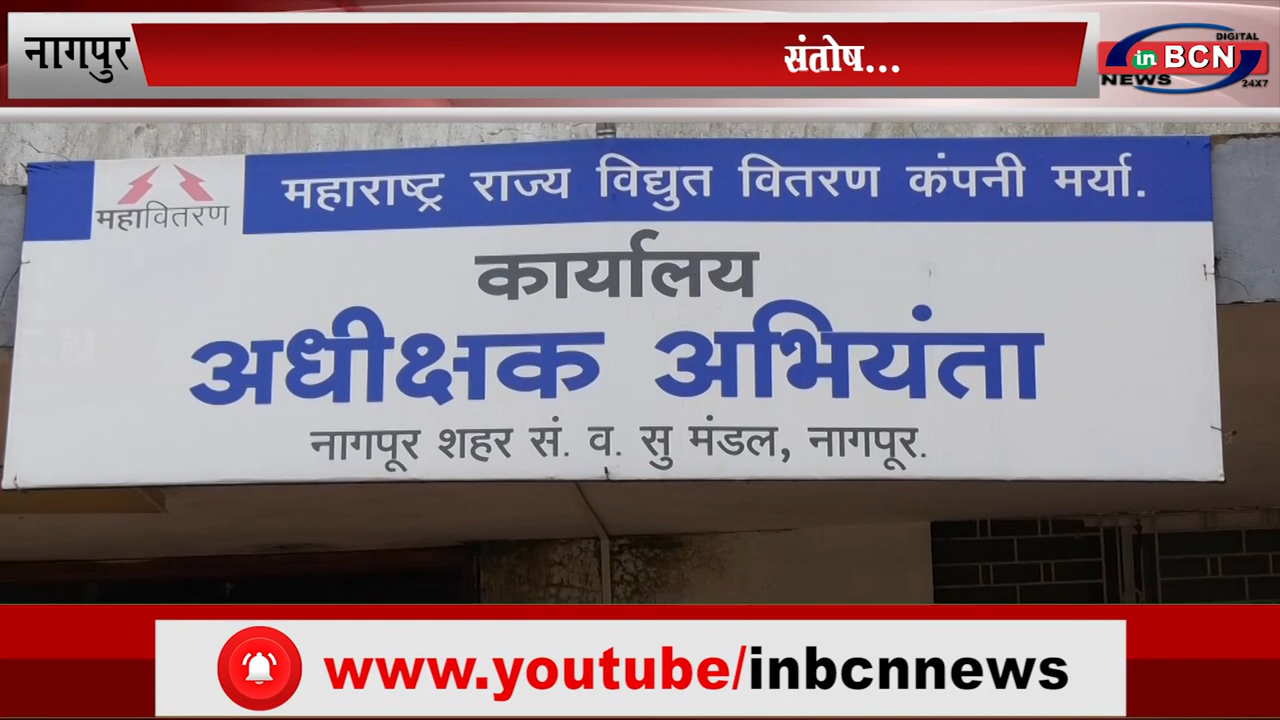 नागपुर
संतोष...
DIGITAL
in BCN
NEWS
24X7
महावितरण
महाराष्ट्र राज्य विद्युत वितरण कंपनी मर्या.
कार्यालय
अधीक्षक अभियंता
नागपूर शहर सं. व. सु मंडल, नागपूर.
www.youtube/inbcnnews